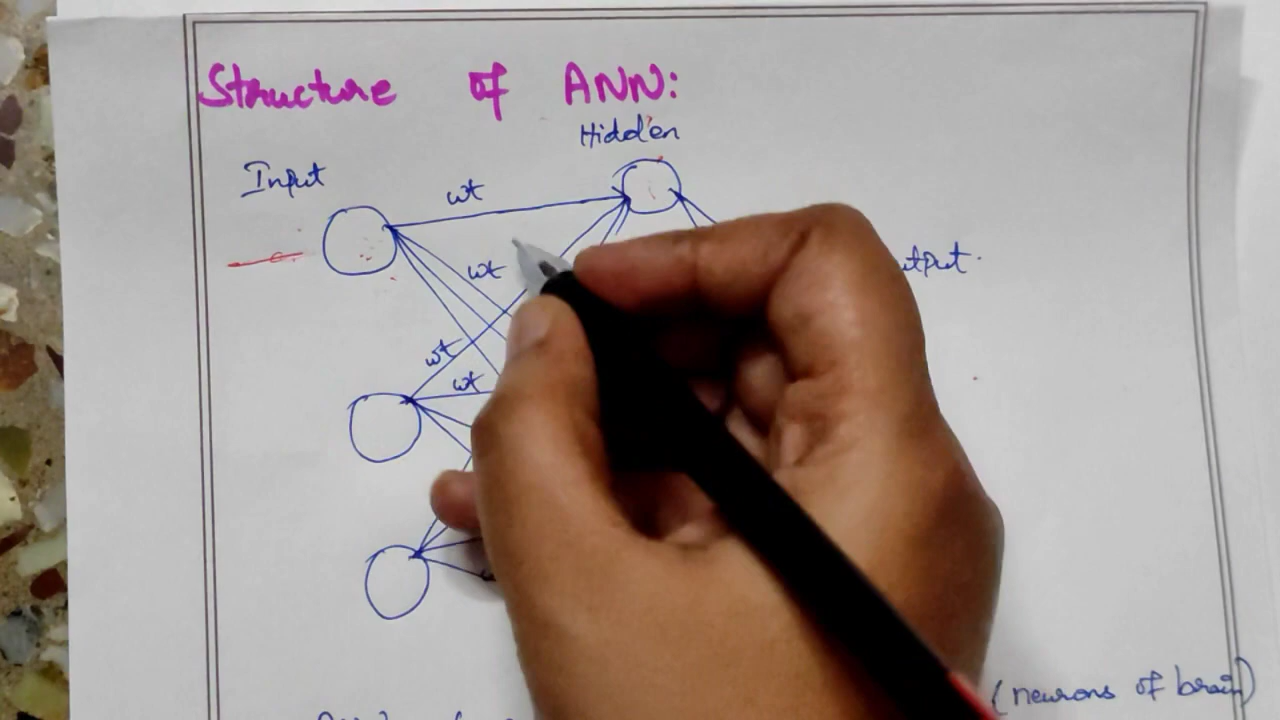 Structure of ANN:
Hidden
Input
wt
wt
wt
wt
(neurons of brain)